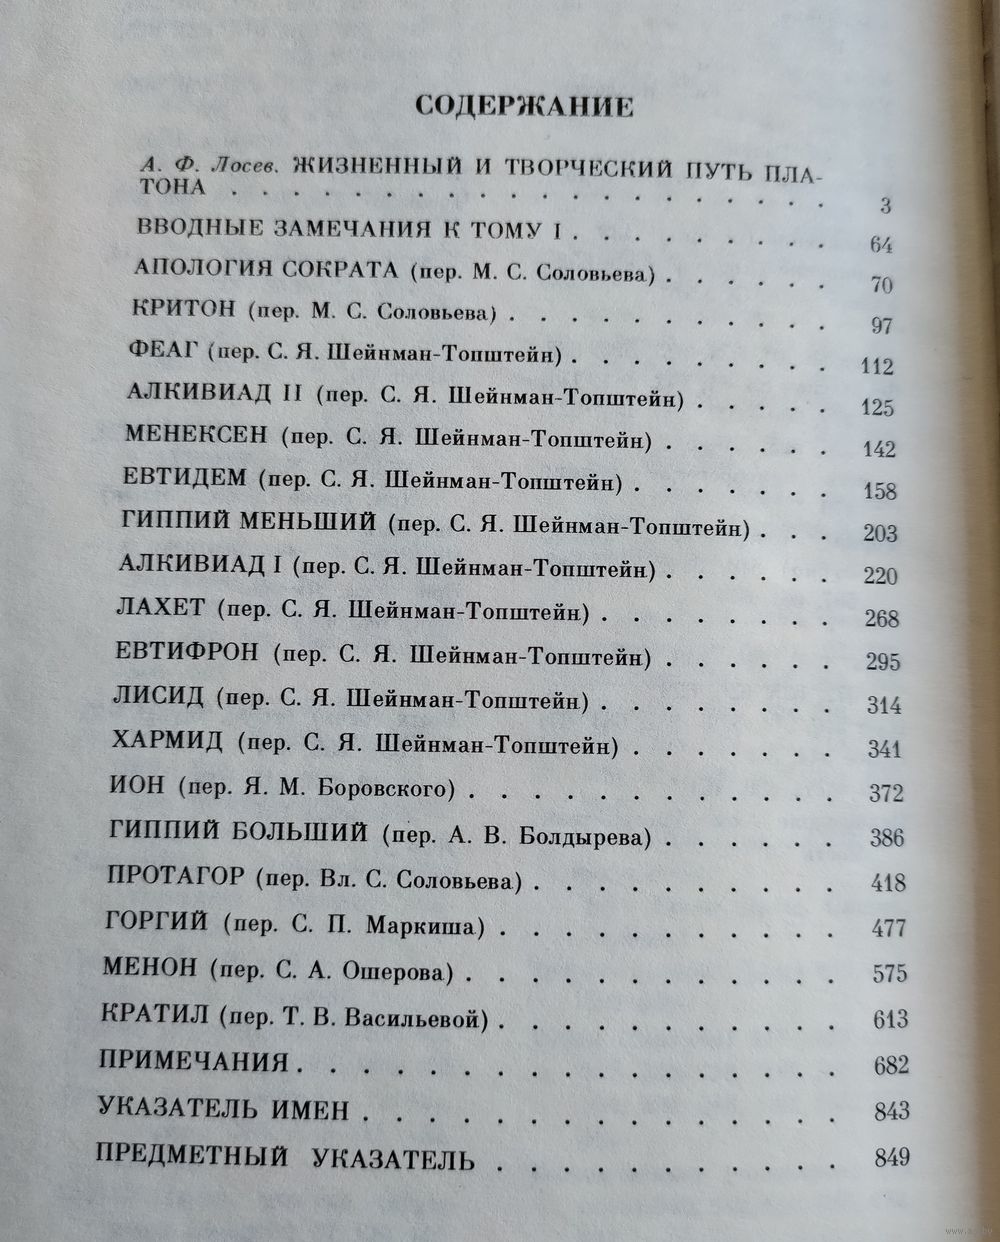 СОДЕРЖАНИЕ
А. Ф. Лосев. ЖИЗНЕННЫЙ И ТВОРЧЕСКИЙ ПУТЬ ПЛА-
ТОНА . . . . . . . . . . . . . . . . . . 3
ВВОДНЫЕ ЗАМЕЧАНИЯ К ТОМУ I . . . . . . . . . 64
АПОЛОГИЯ СОКРАТА (пер. М. С. Соловьева) . . . . . . 70
КРИТОН (пер. М. С. Соловьева) . . . . . . . . . . . 97
ФЕАГ (пер. С. Я. Шейнман-Топштейн) . . . . . . . . . 112
АЛКИВИАД II (пер. С. Я. Шейнман-Топштейн) . . . . . 125
МЕНЕКСЕН (пер. С. Я. Шейнман-Топштейн) . . . . . . 142
ЕВТИДЕМ (пер. С. Я. Шейнман-Топштейн) . . . . . . . 158
ГИППИЙ МЕНЬШИЙ (пер. С. Я. Шейнман-Топштейн) . . . 203
АЛКИВИАД I (пер. С. Я. Шейнман-Топштейн) . . . . . . 220
ЛАХЕТ (пер. С. Я. Шейнман-Топштейн) . . . . . . . . 268
ЕВТИФРОН (пер. С. Я. Шейнман-Топштейн) . . . . . . 295
ЛИСИД (пер. С. Я. Шейнман-Топштейн) . . . . . . . . 314
ХАРМИД (пер. С. Я. Шейнман-Топштейн) . . . . . . . 341
ИОН (пер. Я. М. Боровского) . . . . . . . . . . . . 372
ГИППИЙ БОЛЬШИЙ (пер. А. В. Болдырева) . . . . . . 386
ПРОТАГОР (пер. Вл. С. Соловьева) . . . . . . . . . . 418
ГОРГИЙ (пер. С. П. Маркиша) . . . . . . . . . . . 477
МЕНОН (пер. С. А. Ошерова) . . . . . . . . . . . . 575
КРАТИЛ (пер. Т. В. Васильевой) . . . . . . . . . . . 613
ПРИМЕЧАНИЯ . . . . . . . . . . . . . . . . . 682
УКАЗАТЕЛЬ ИМЕН . . . . . . . . . . . . . . . 843
ПРЕДМЕТНЫЙ УКАЗАТЕЛЬ . . . . . . . . . . . 849